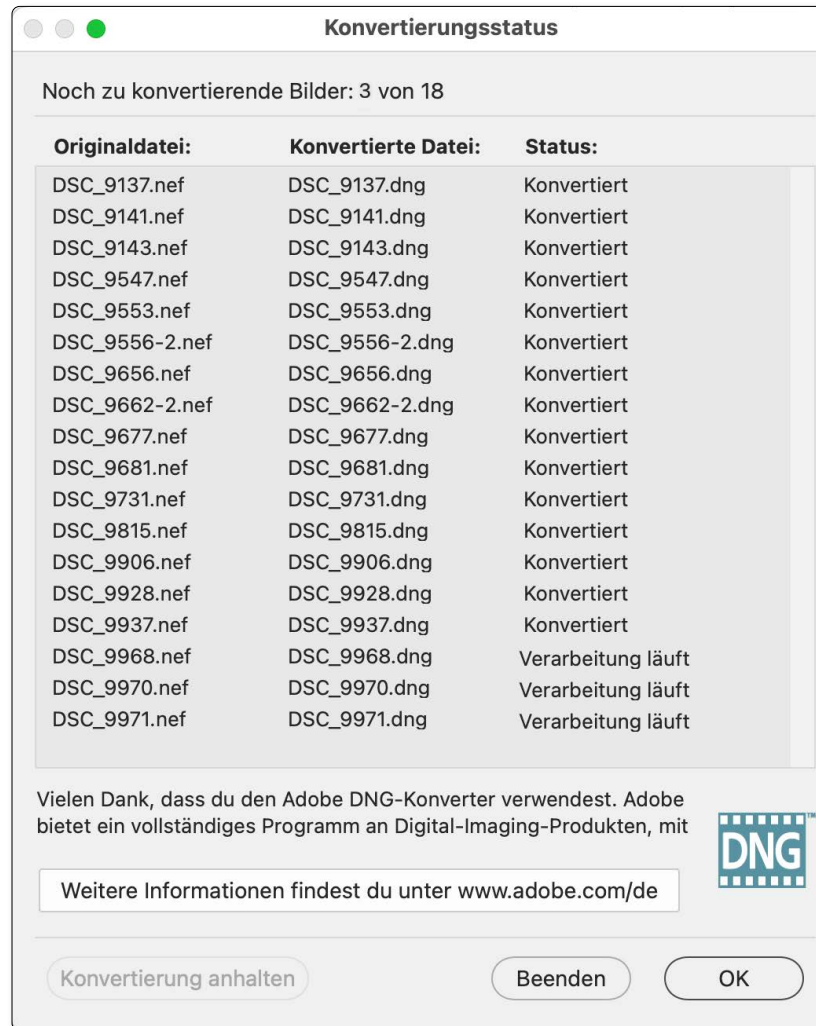 Konvertierungsstatus
Noch zu konvertierende Bilder: 3 von 18
Originaldatei: Konvertierte Datei: Status:
DSC_9137.nef DSC_9137.dng Konvertiert
DSC_9141.nef DSC_9141.dng Konvertiert
DSC_9143.nef DSC_9143.dng Konvertiert
DSC_9547.nef DSC_9547.dng Konvertiert
DSC_9553.nef DSC_9553.dng Konvertiert
DSC_9556-2.nef DSC_9556-2.dng Konvertiert
DSC_9656.nef DSC_9656.dng Konvertiert
DSC_9662-2.nef DSC_9662-2.dng Konvertiert
DSC_9677.nef DSC_9677.dng Konvertiert
DSC_9681.nef DSC_9681.dng Konvertiert
DSC_9731.nef DSC_9731.dng Konvertiert
DSC_9815.nef DSC_9815.dng Konvertiert
DSC_9906.nef DSC_9906.dng Konvertiert
DSC_9928.nef DSC_9928.dng Konvertiert
DSC_9937.nef DSC_9937.dng Konvertiert
DSC_9968.nef DSC_9968.dng Verarbeitung läuft
DSC_9970.nef DSC_9970.dng Verarbeitung läuft
DSC_9971.nef DSC_9971.dng Verarbeitung läuft
Vielen Dank, dass du den Adobe DNG-Konverter verwendest. Adobe
bietet ein vollständiges Programm an Digital-Imaging-Produkten, mit
DNG™
Weitere Informationen findest du unter www.adobe.com/de
Konvertierung anhalten Beenden OK